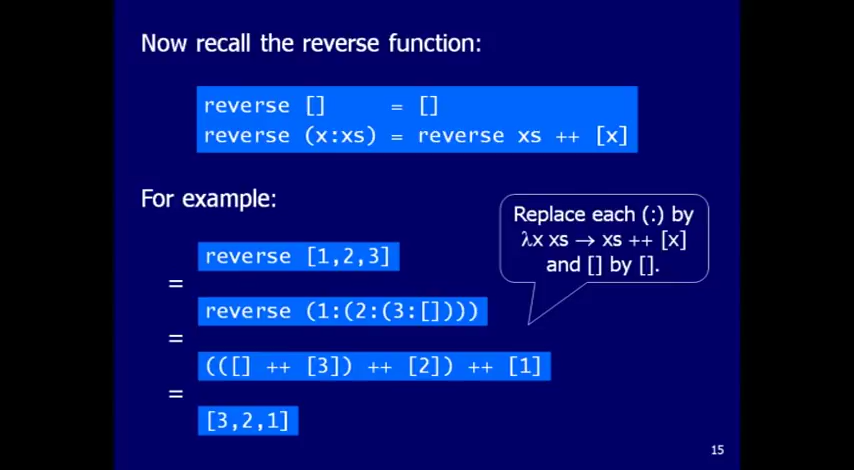 Now recall the reverse function:
reverse [] = []
reverse (x:xs) = reverse xs ++ [x]
For example:
Replace each (:) by
λx xs → xs ++ [x]
and [] by [].
reverse [1,2,3]
=
reverse (1:(2:(3:[])))
=
(([] ++ [3]) ++ [2]) ++ [1]
=
[3,2,1]
15